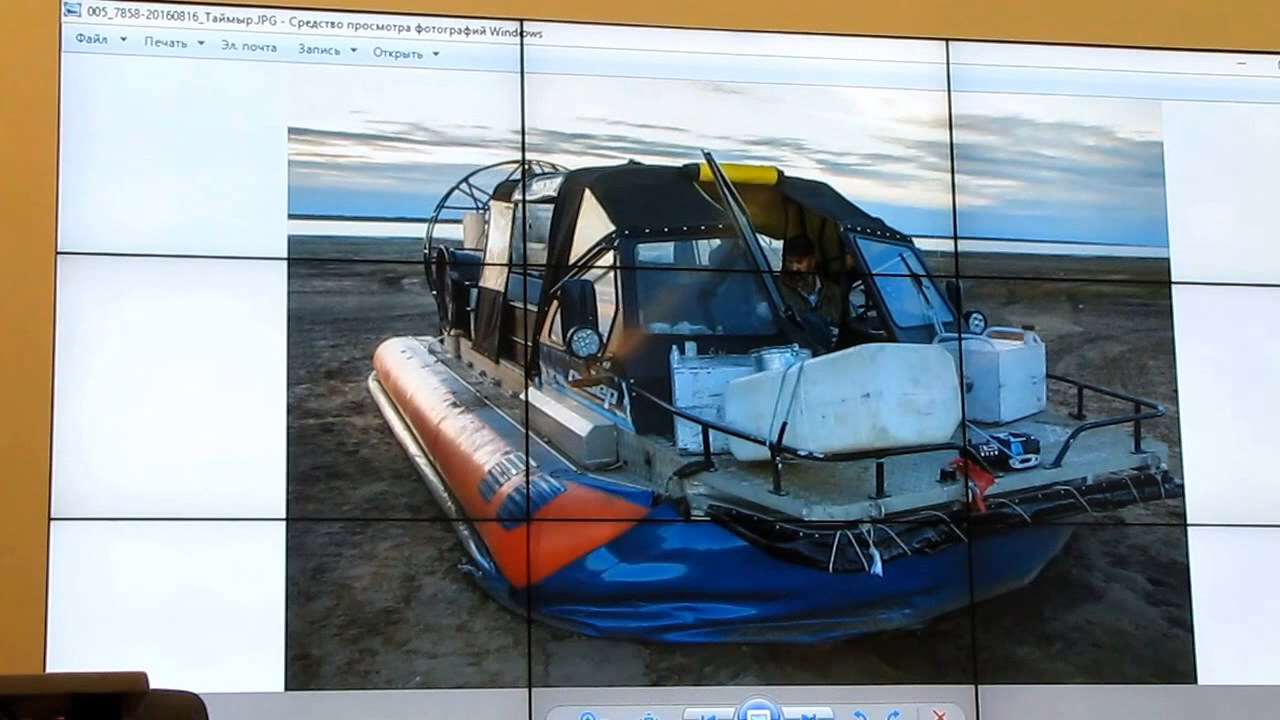 005_7858-20160816_Таймыр.JPG - Средство просмотра фотографий Windows
Файл Печать Эл. почта Запись Открыть